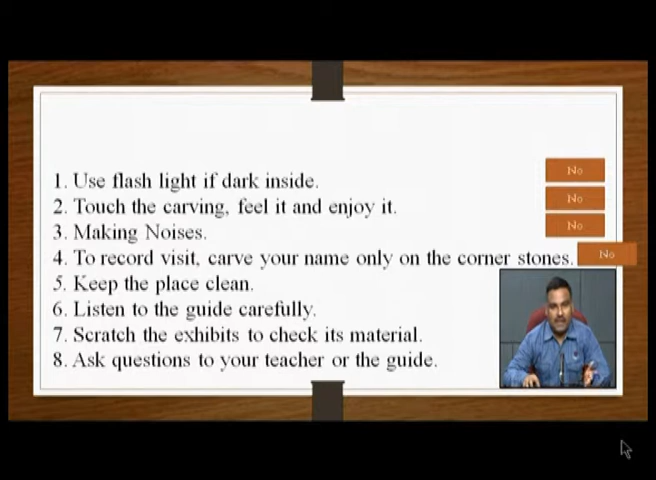 1. Use flash light if dark inside. No
2. Touch the carving, feel it and enjoy it. No
3. Making Noises. No
4. To record visit, carve your name only on the corner stones. No
5. Keep the place clean.
6. Listen to the guide carefully.
7. Scratch the exhibits to check its material.
8. Ask questions to your teacher or the guide.